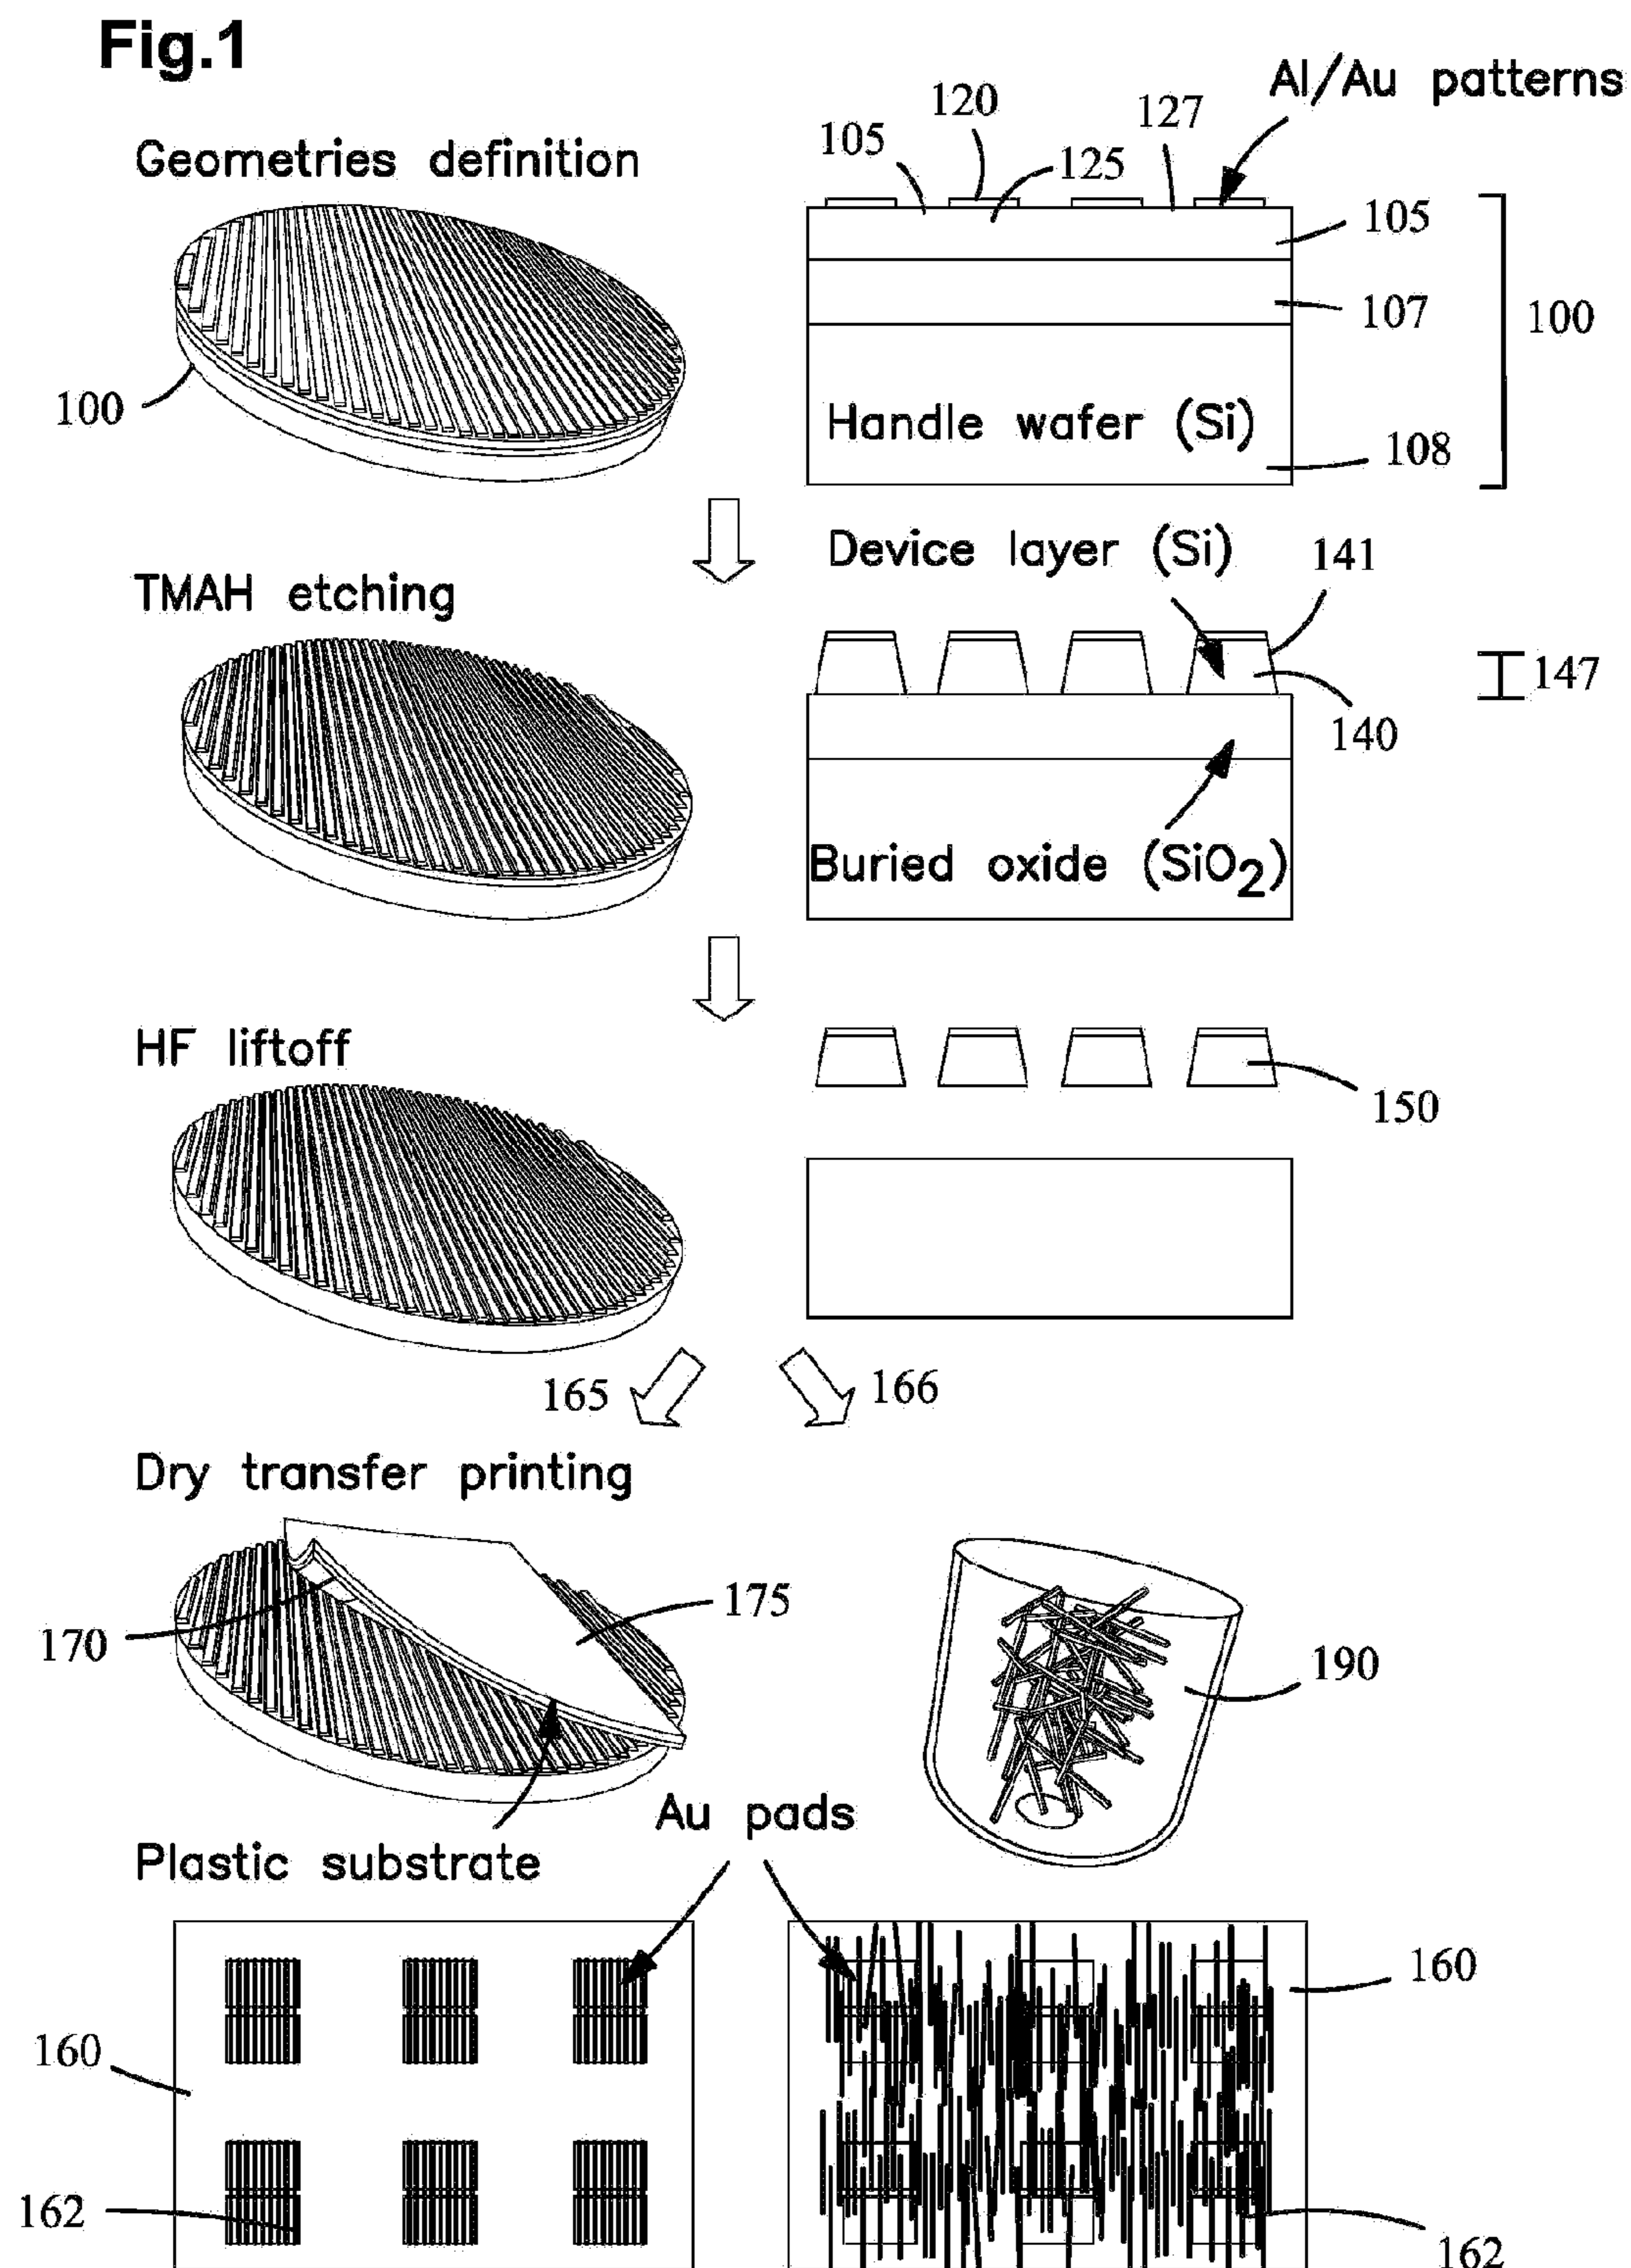 Fig.1
Al/Au patterns
120
127
105
125
Geometries definition
105
107
100
100
Handle wafer (Si)
108
Device layer (Si)
141
TMAH etching
147
140
Buried oxide (SiO2)
HF liftoff
150
165
166
Dry transfer printing
175
170
190
Au pads
Plastic substrate
160
160
162
162